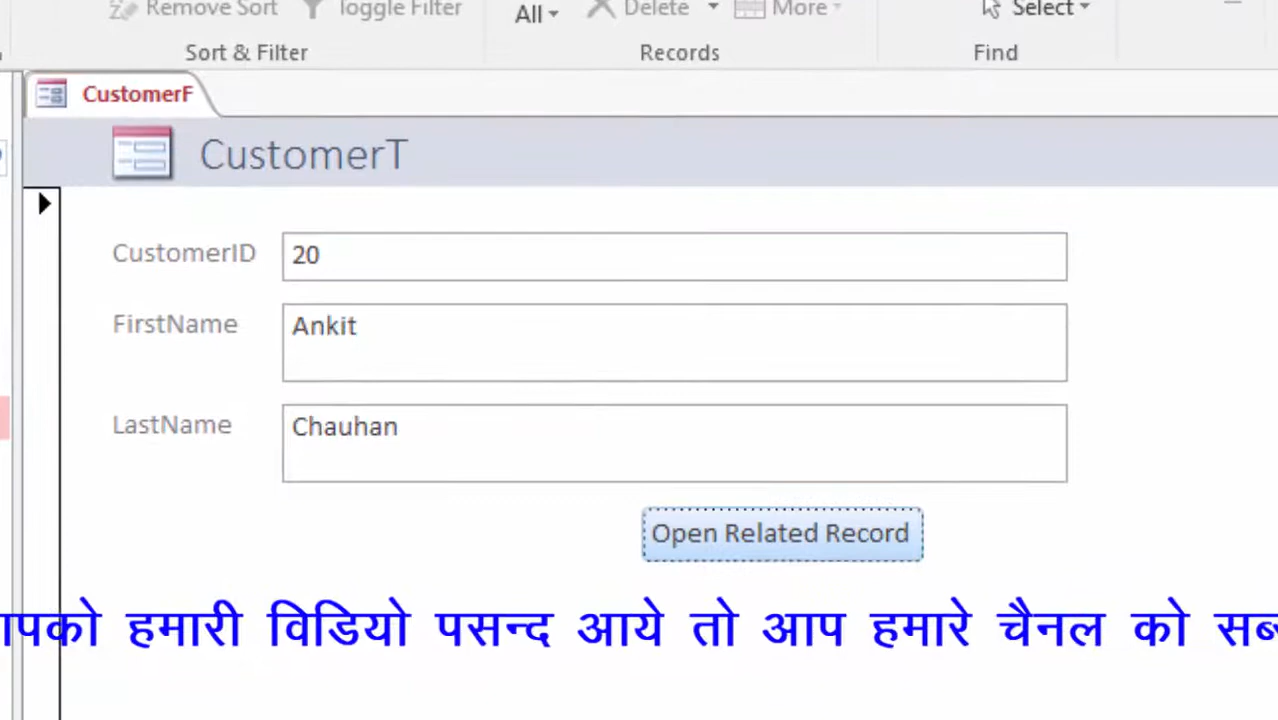 Remove Sort Toggle Filter All Delete More Select
Sort & Filter Records Find
CustomerF
CustomerT
CustomerID 20
FirstName Ankit
LastName Chauhan
Open Related Record
हमारी विडियो पसन्द आये तो आप हमारे चैनल को